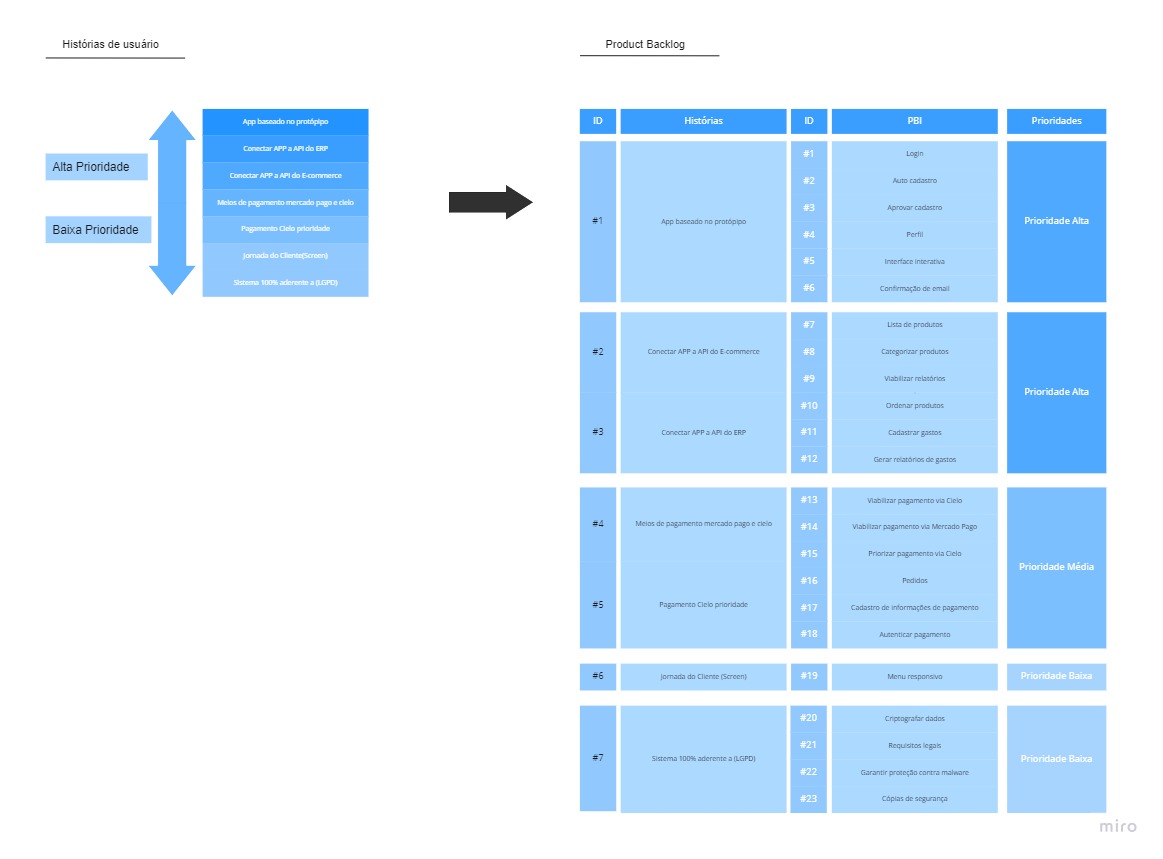 Histórias de usuário
App baseado no protópipo
Conectar APP a API do ERP
Alta Prioridade
Conectar APP a API do E-commerce
Meios de pagamento mercado pago e cielo
Baixa Prioridade
Pagamento Cielo prioridade
Jornada do Cliente(Screen)
Sistema 100% aderente a (LGPD)
Product Backlog
ID Histórias ID PBI Prioridades
#1 App baseado no protópipo Prioridade Alta
#1 Login
#2 Auto cadastro
#3 Aprovar cadastro
#4 Perfil
#5 Interface interativa
#6 Confirmação de email
#2 Conectar APP a API do E-commerce
#3 Conectar APP a API do ERP
Prioridade Alta
#7 Lista de produtos
#8 Categorizar produtos
#9 Viabilizar relatórios
#10 Ordenar produtos
#11 Cadastrar gastos
#12 Gerar relatórios de gastos
#4 Meios de pagamento mercado pago e cielo
#5 Pagamento Cielo prioridade
Prioridade Média
#13 Viabilizar pagamento via Cielo
#14 Viabilizar pagamento via Mercado Pago
#15 Priorizar pagamento via Cielo
#16 Pedidos
#17 Cadastro de informações de pagamento
#18 Autenticar pagamento
#6 Jornada do Cliente (Screen) #19 Menu responsivo Prioridade Baixa
#7 Sistema 100% aderente a (LGPD) Prioridade Baixa
#20 Criptografar dados
#21 Requisitos legais
#22 Garantir proteção contra malware
#23 Cópias de segurança
miro